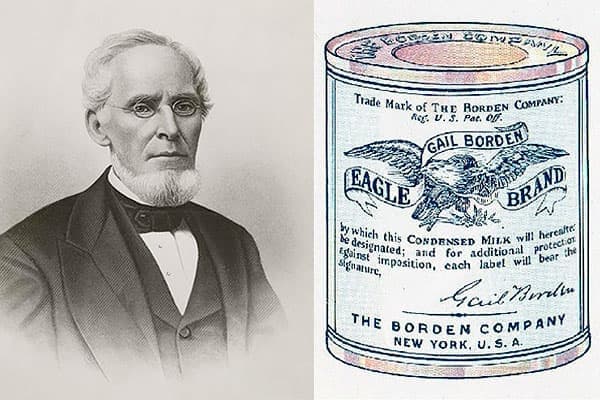 THE BORDEN COMPANY
Trade Mark of THE BORDEN COMPANY:
Reg. U. S. Pat. Off.
GAIL BORDEN
EAGLE BRAND
by which this CONDENSED MILK will hereafter
be designated; and for additional protection
against imposition, each label will bear the
signature,
Gail Borden
THE BORDEN COMPANY
NEW YORK, U. S. A.